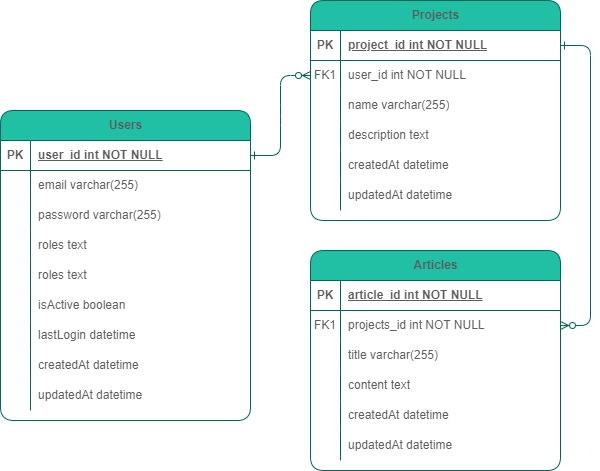 Projects
PK project_id int NOT NULL
FK1 user_id int NOT NULL
name varchar(255)
description text
createdAt datetime
updatedAt datetime
Users
PK user_id int NOT NULL
email varchar(255)
password varchar(255)
roles text
roles text
isActive boolean
lastLogin datetime
createdAt datetime
updatedAt datetime
Articles
PK article_id int NOT NULL
FK1 projects_id int NOT NULL
title varchar(255)
content text
createdAt datetime
updatedAt datetime